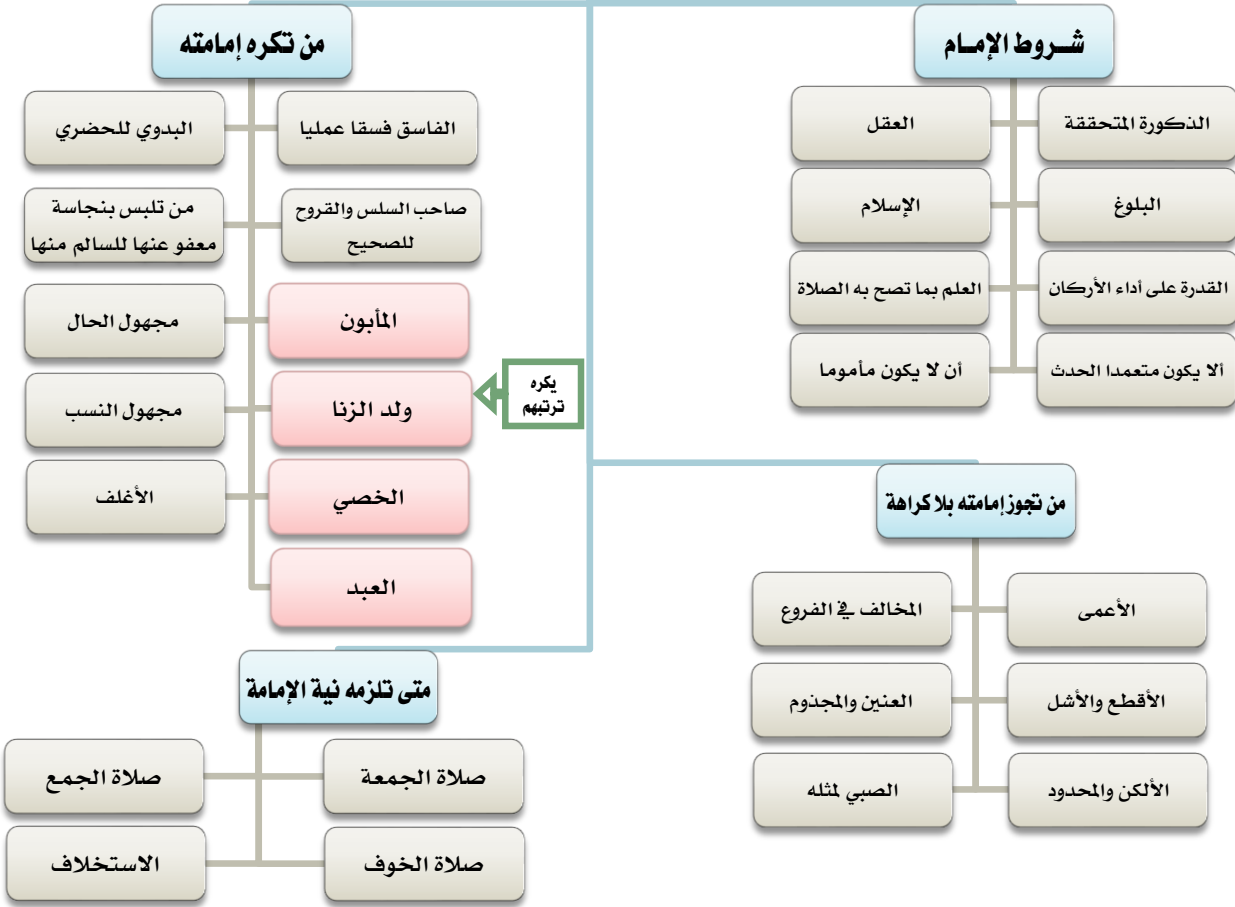 شــروط الإمــام
الذكورة المتحققة
العقل
البلوغ
الإسلام
القدرة على أداء الأركان
العلم بما تصح به الصلاة
ألا يكون متعمدا الحدث
أن لا يكون مأموما
من تكره إمامته
الفاسق فسقا عمليا
البدوي للحضري
صاحب السلس والقروح
للصحيح
من تلبس بنجاسة
معفو عنها للسالم منها
المأبون
مجهول الحال
ولد الزنا
مجهول النسب
الخصي
الأغلف
العبد
يكره
ترتبهم
من تجوز إمامته بلا كراهة
الأعمى
المخالف في الفروع
الأقطع والأشل
العنين والمجذوم
الألكن والمحدود
الصبي لمثله
متى تلزمه نية الإمامة
صلاة الجمعة
صلاة الجمع
صلاة الخوف
الاستخلاف